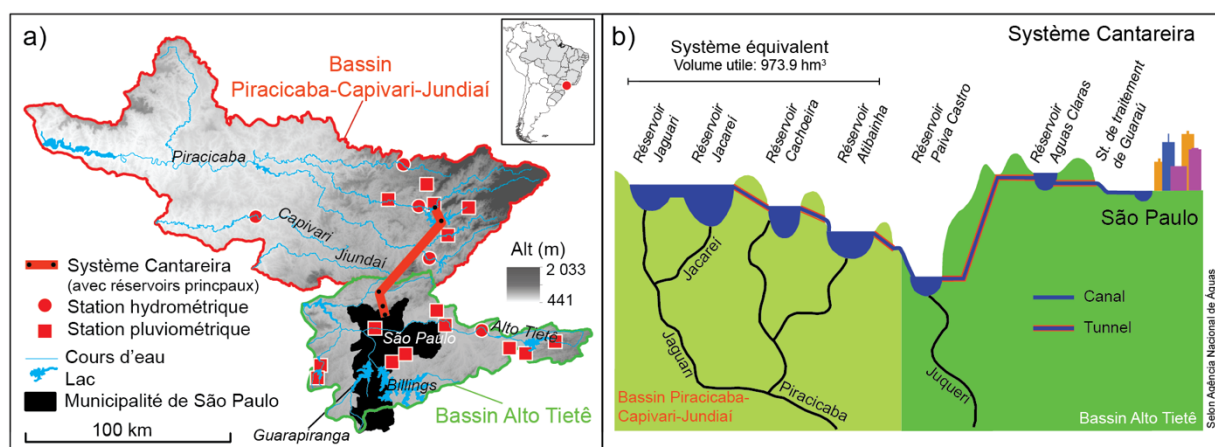 a)
Bassin
Piracicaba-Capivari-Jundiaí
Piracicaba
Capivari
Jiundaí
Alt (m)
2 033
441
Système Cantareira
(avec réservoirs princpaux)
Station hydrométrique
Station pluviométrique
Cours d'eau
Lac
Municipalité de São Paulo
100 km
São Paulo
Alto Tietê
Billings
Guarapiranga
Bassin Alto Tietê
b)
Système Cantareira
Système équivalent
Volume utile: 973.9 hm³
Réservoir
Jaguari
Réservoir
Jacareí
Réservoir
Cachoeira
Réservoir
Atibainha
Réservoir
Paiva Castro
Réservoir
Aguas Claras
St. de traitement
de Guaraú
São Paulo
Jacarei
Jaguari
Piracicaba
Juqueri
Canal
Tunnel
Bassin Piracicaba-
Capivari-Jundiaí
Bassin Alto Tietê
Selon Agência Nacional de Águas